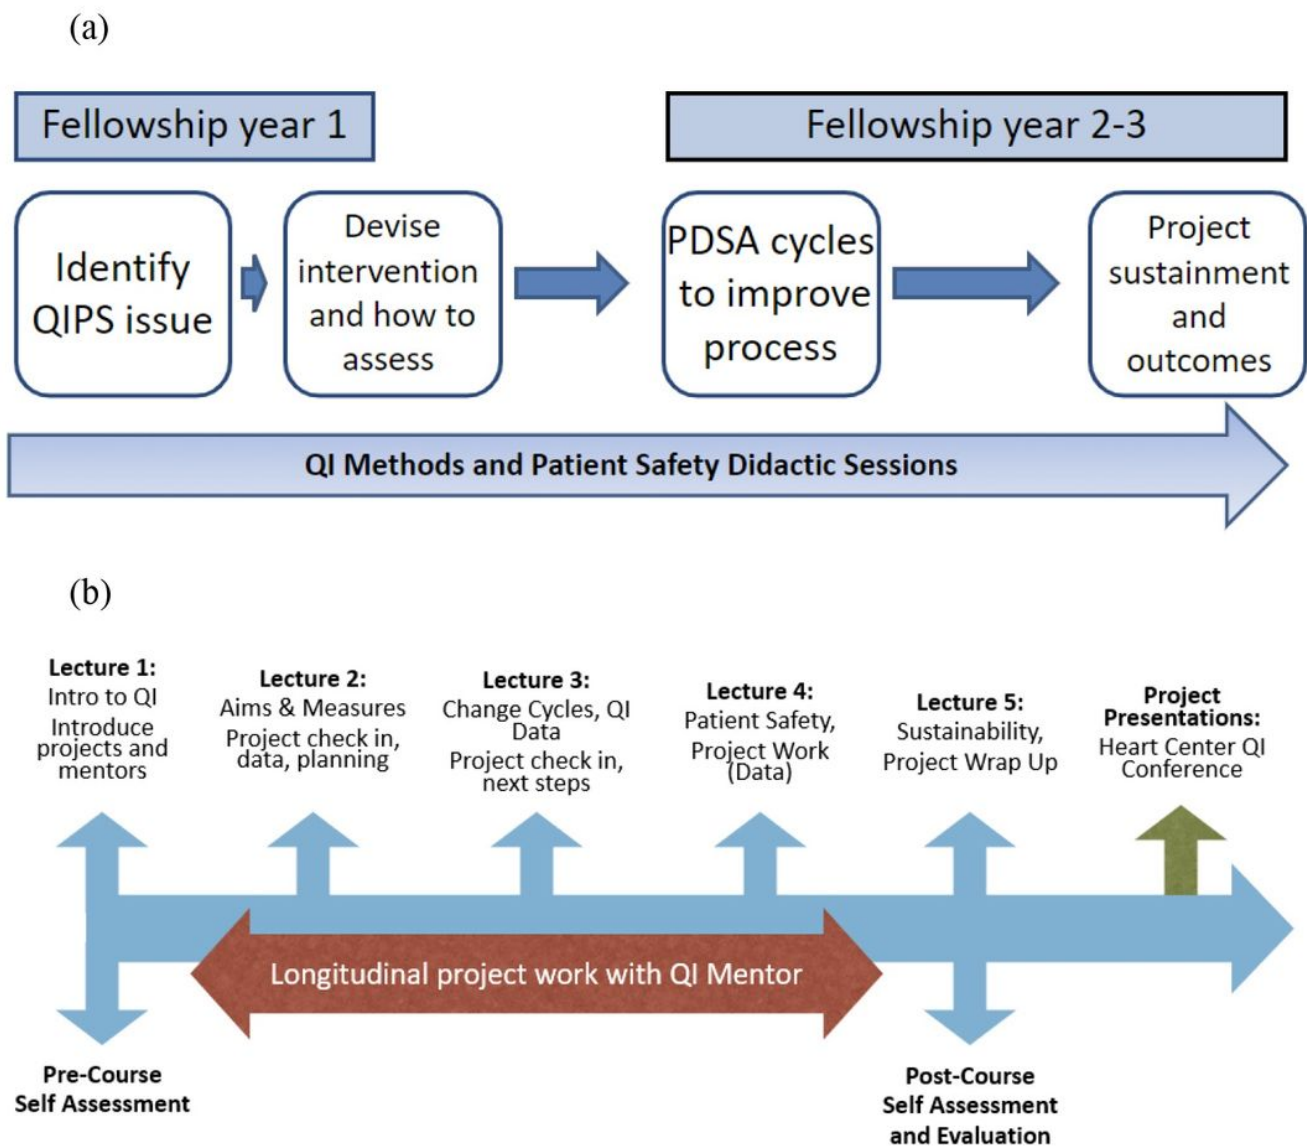 (a)
Fellowship year 1
Fellowship year 2-3
Identify
QIPS issue
Devise
intervention
and how to
assess
PDSA cycles
to improve
process
Project
sustainment
and
outcomes
QI Methods and Patient Safety Didactic Sessions
(b)
Lecture 1:
Intro to QI
Introduce
projects and
mentors
Lecture 2:
Aims & Measures
Project check in,
data, planning
Lecture 3:
Change Cycles, QI
Data
Project check in,
next steps
Lecture 4:
Patient Safety,
Project Work
(Data)
Lecture 5:
Sustainability,
Project Wrap Up
Project
Presentations:
Heart Center QI
Conference
Longitudinal project work with QI Mentor
Pre-Course
Self Assessment
Post-Course
Self Assessment
and Evaluation